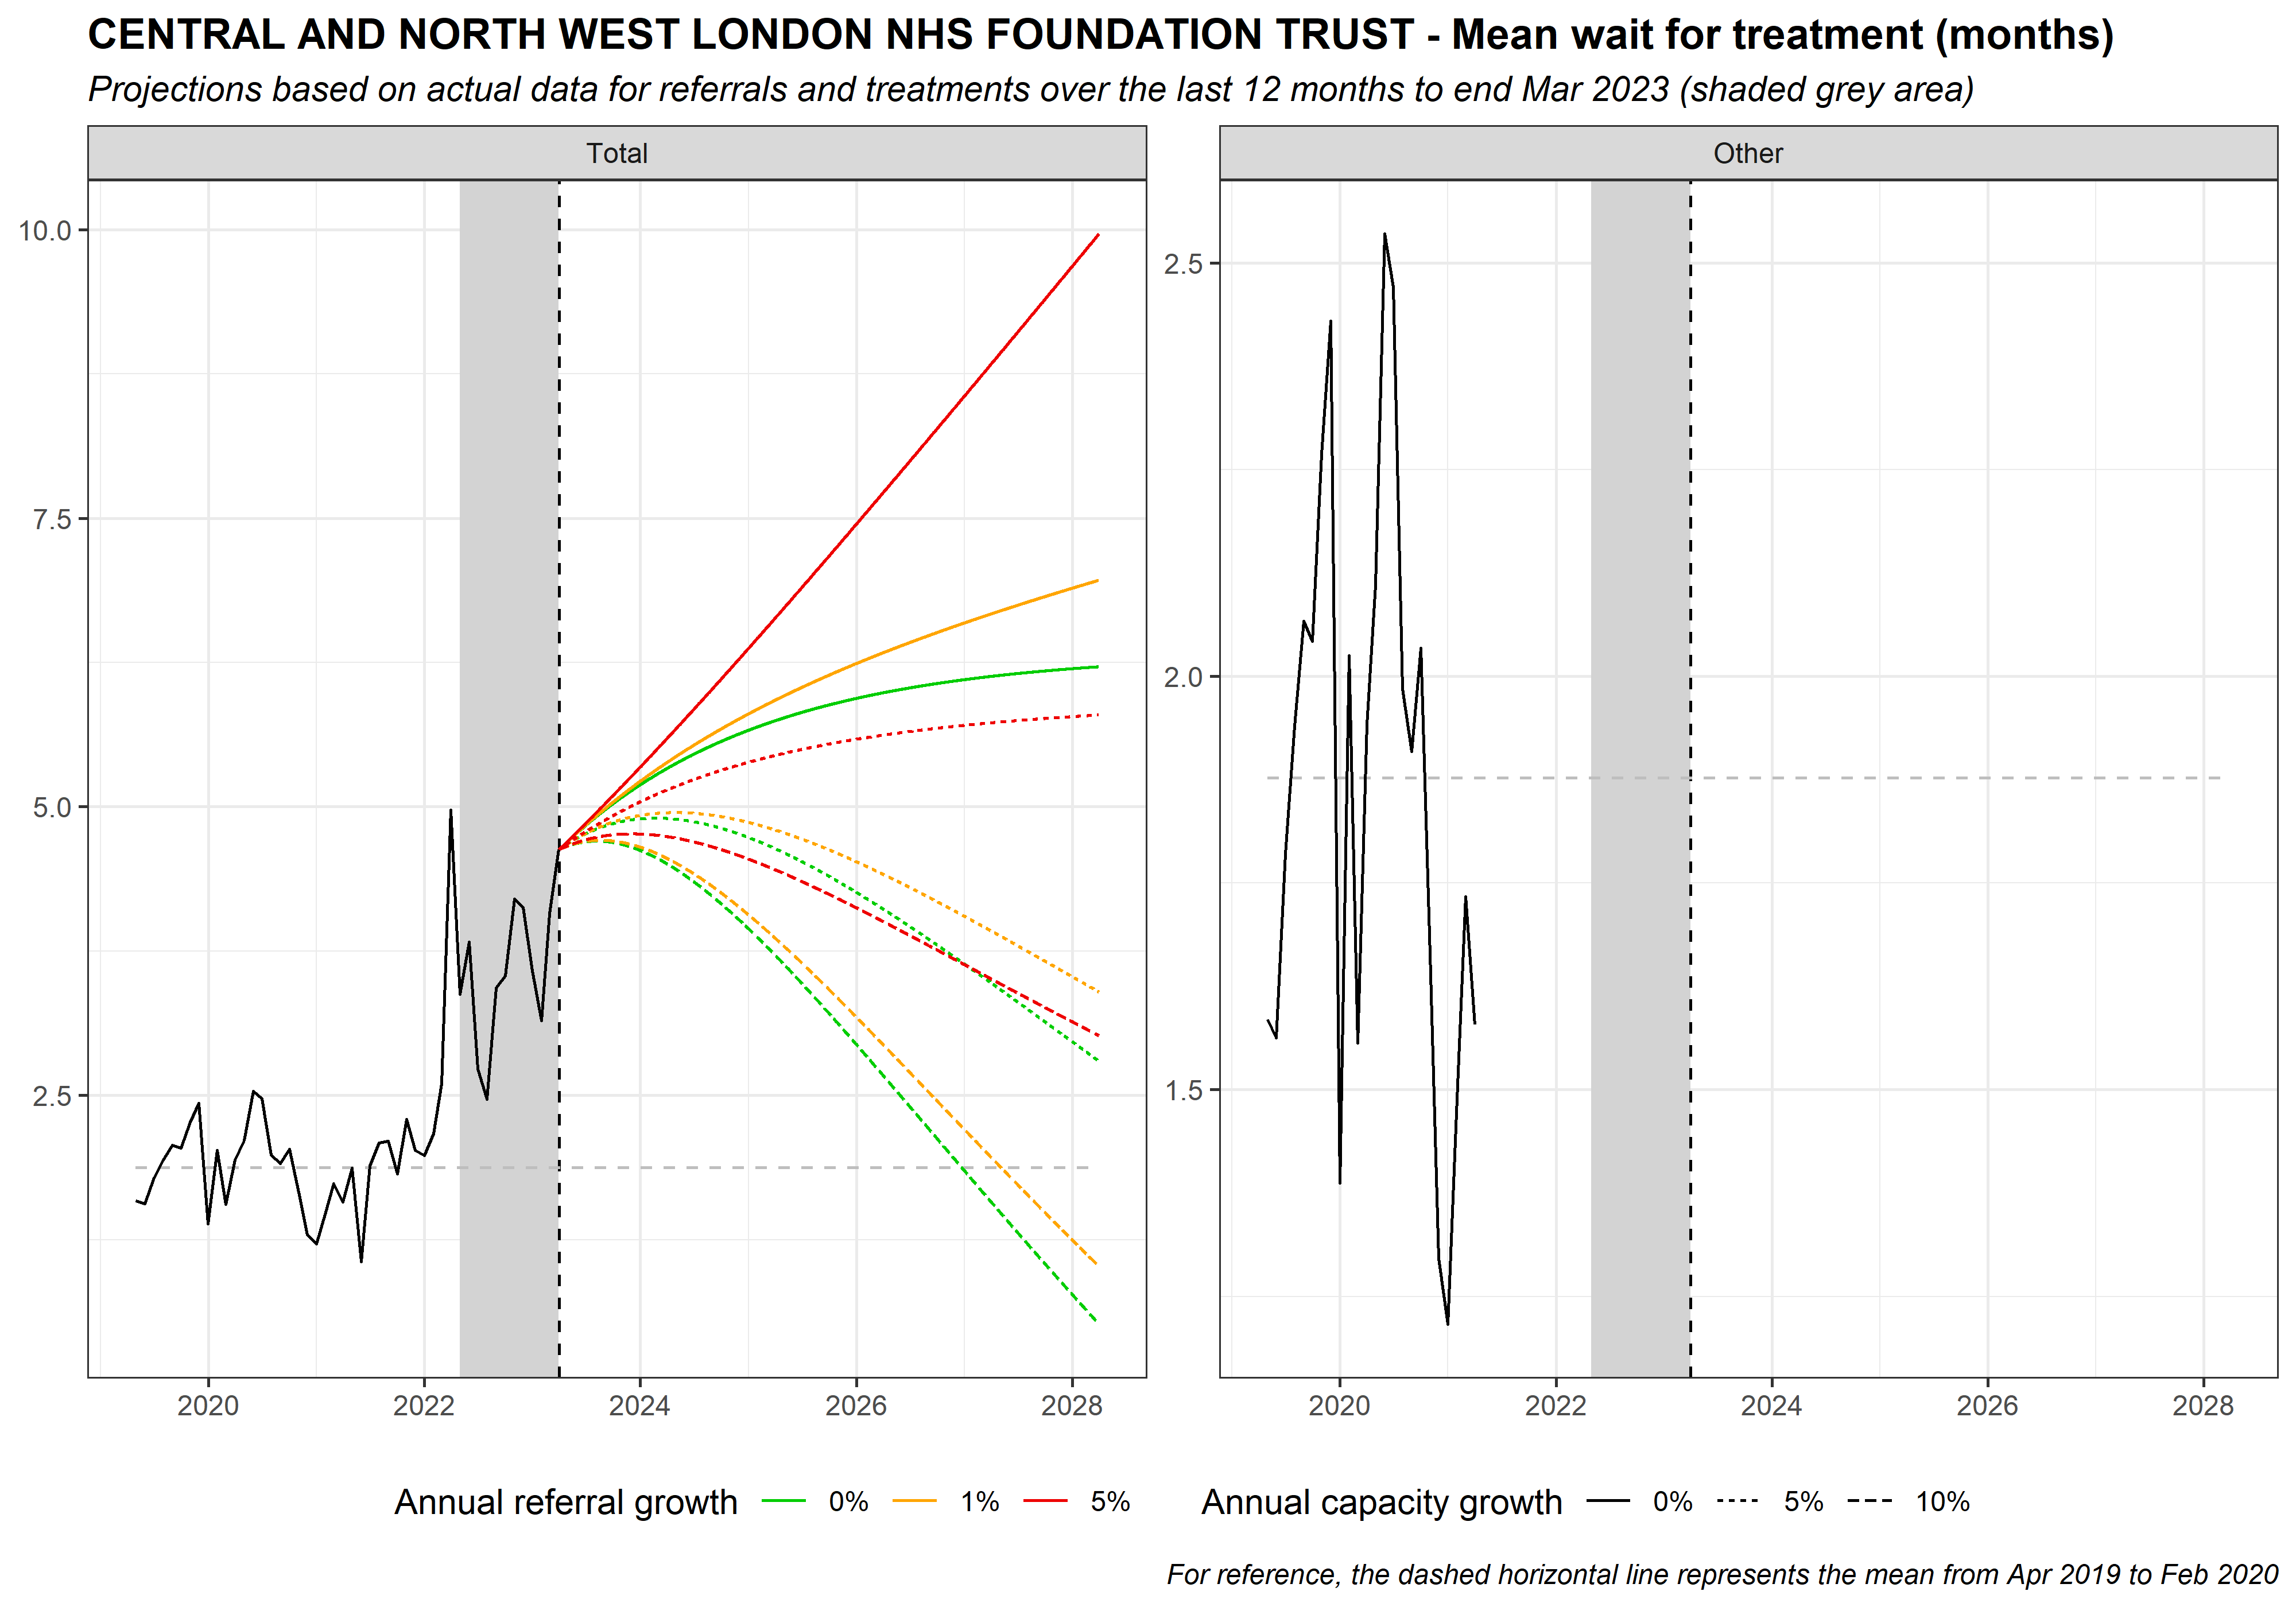 CENTRAL AND NORTH WEST LONDON NHS FOUNDATION TRUST - Mean wait for treatment (months)
Projections based on actual data for referrals and treatments over the last 12 months to end Mar 2023 (shaded grey area)
Total
Other
10.0
7.5
5.0
2.5
2.5
2.0
1.5
2020 2022 2024 2026 2028
2020 2022 2024 2026 2028
Annual referral growth 0% 1% 5%
Annual capacity growth 0% 5% 10%
For reference, the dashed horizontal line represents the mean from Apr 2019 to Feb 2020